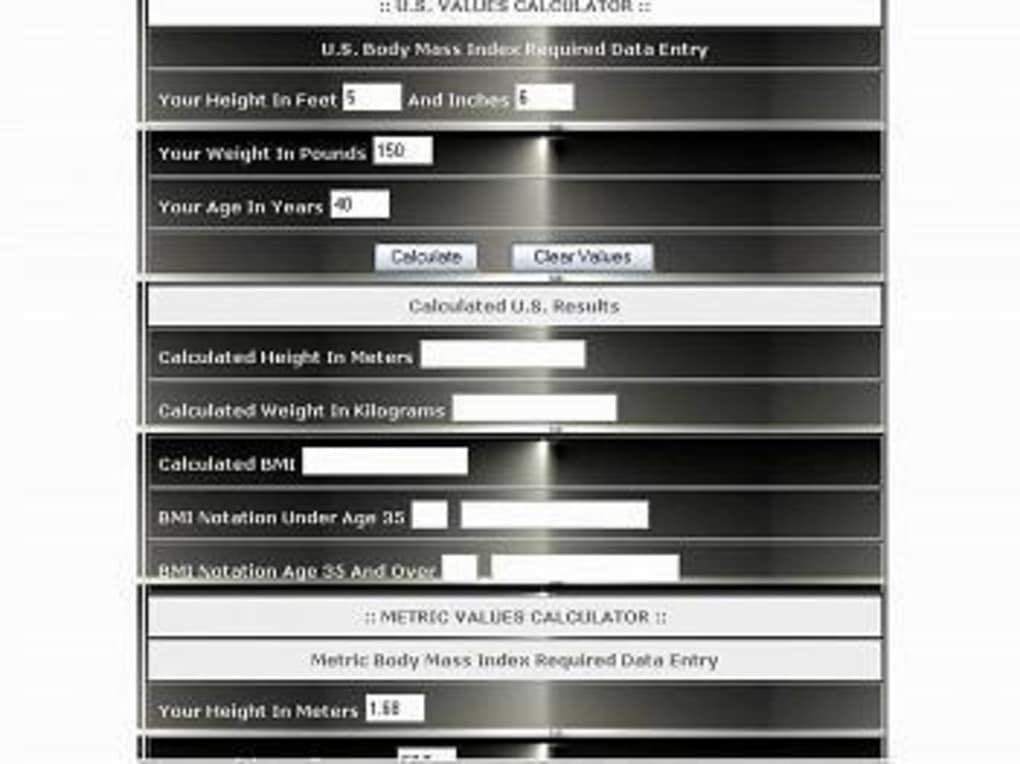 :: U.S. VALUES CALCULATOR ::
U.S. Body Mass Index Required Data Entry
Your Height In Feet 5 And Inches 6
Your Weight In Pounds 150
Your Age In Years 40
Calculate Clear Values
Calculated U.S. Results
Calculated Height In Meters
Calculated Weight In Kilograms
Calculated BMI
BMI Notation Under Age 35
BMI Notation Age 35 And Over
:: METRIC VALUES CALCULATOR ::
Metric Body Mass Index Required Data Entry
Your Height In Meters 1.68